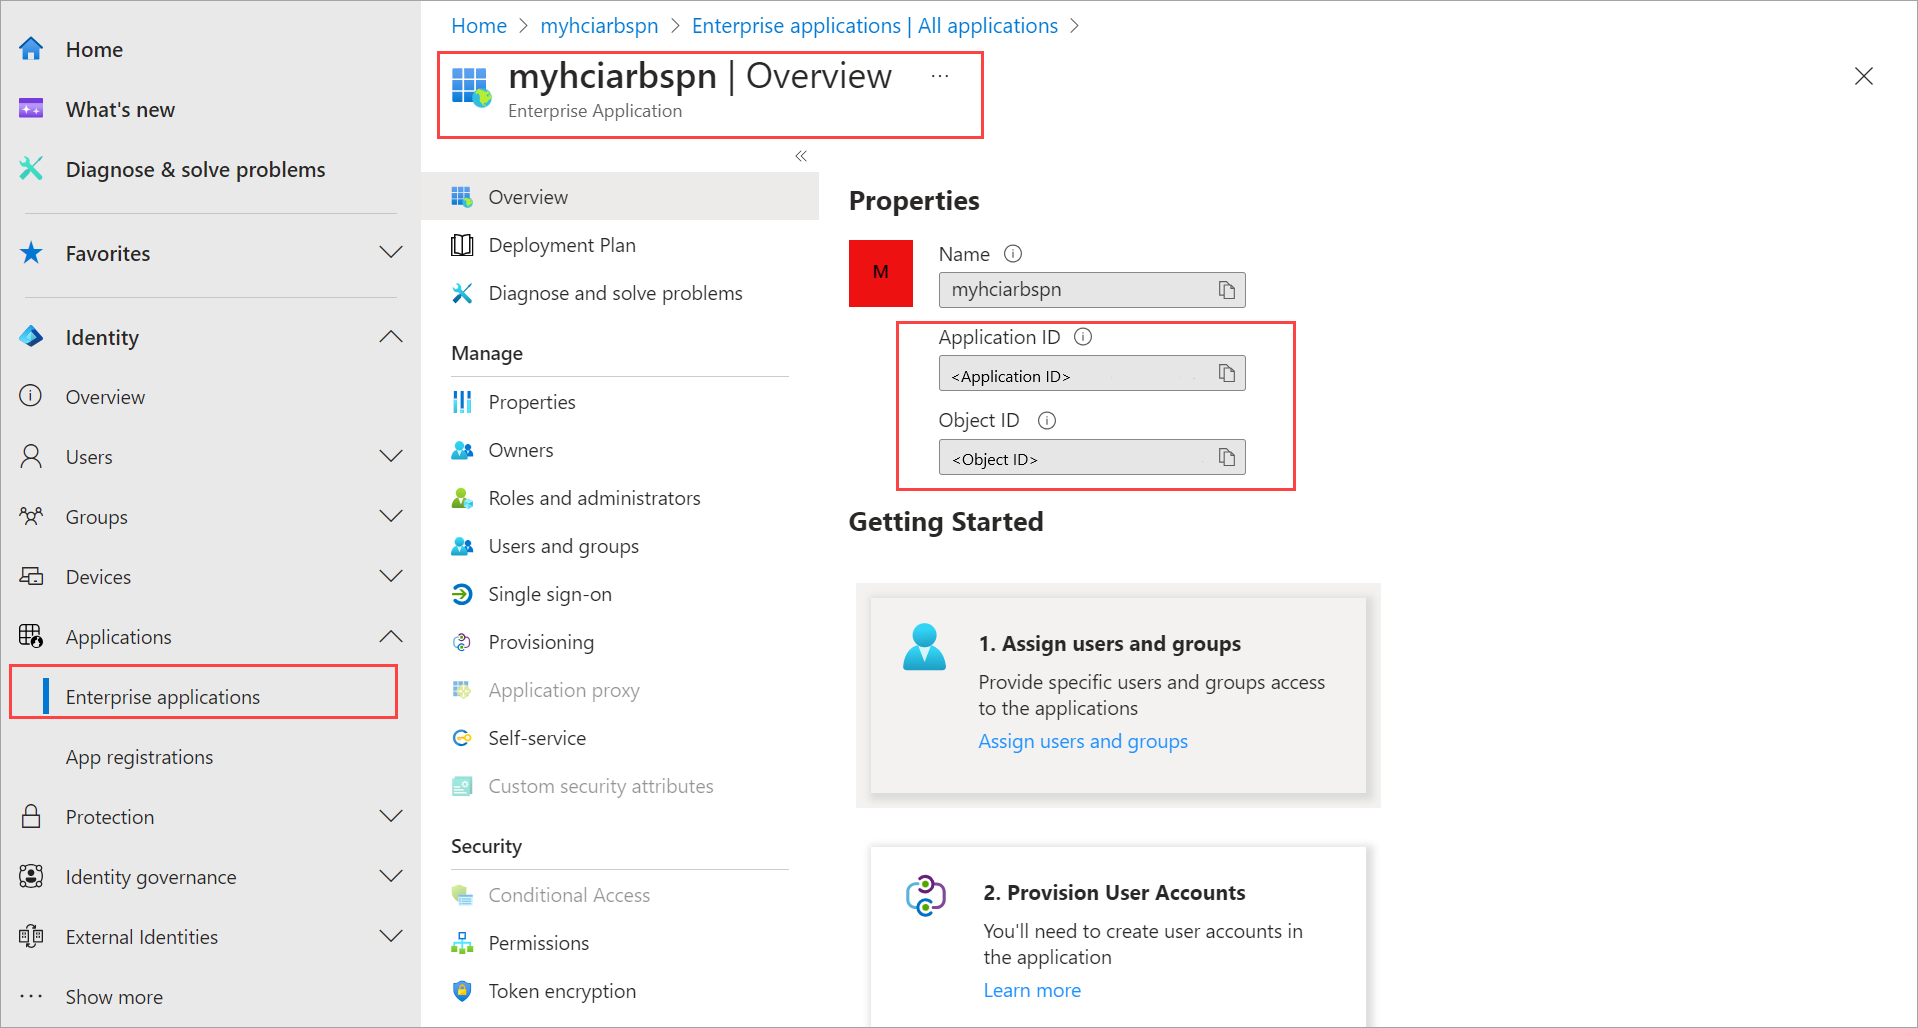 Home
What's new
Diagnose & solve problems
Favorites
Identity
Overview
Users
Groups
Devices
Applications
Enterprise applications
App registrations
Protection
Identity governance
External Identities
Show more
Home > myhciarbspn > Enterprise applications | All applications >
myhciarbspn | Overview ···
Enterprise Application
Overview
Deployment Plan
Diagnose and solve problems
Manage
Properties
Owners
Roles and administrators
Users and groups
Single sign-on
Provisioning
Application proxy
Self-service
Custom security attributes
Security
Conditional Access
Permissions
Token encryption
Properties
M
Name
myhciarbspn
Application ID
<Application ID>
Object ID
<Object ID>
Getting Started
1. Assign users and groups
Provide specific users and groups access
to the applications
Assign users and groups
2. Provision User Accounts
You'll need to create user accounts in
the application
Learn more